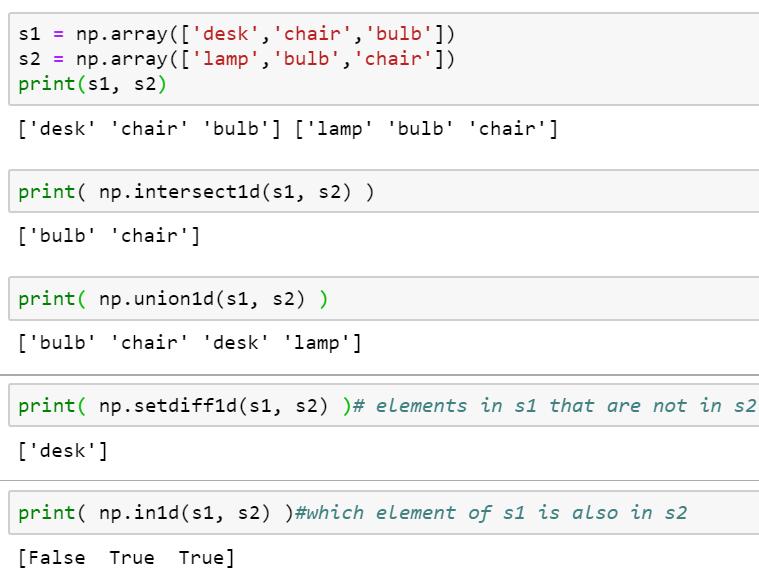 s1 = np.array(['desk','chair','bulb'])
s2 = np.array(['lamp','bulb','chair'])
print(s1, s2)
['desk' 'chair' 'bulb'] ['lamp' 'bulb' 'chair']
print( np.intersect1d(s1, s2) )
['bulb' 'chair']
print( np.union1d(s1, s2) )
['bulb' 'chair' 'desk' 'lamp']
print( np.setdiff1d(s1, s2) )# elements in s1 that are not in s2
['desk']
print( np.in1d(s1, s2) )#which element of s1 is also in s2
[False  True  True]